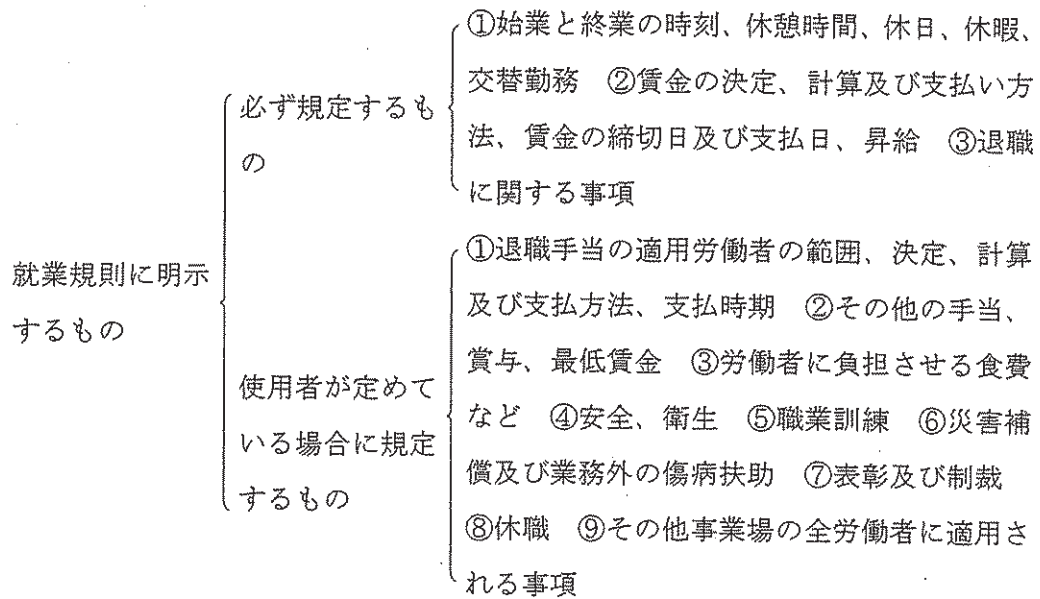 就業規則に明示
するもの
必ず規定するも
の
①始業と終業の時刻、休憩時間、休日、休暇、
交替勤務　②賃金の決定、計算及び支払い方
法、賃金の締切日及び支払日、昇給　③退職
に関する事項
使用者が定めて
いる場合に規定
するもの
①退職手当の適用労働者の範囲、決定、計算
及び支払方法、支払時期　②その他の手当、
賞与、最低賃金　③労働者に負担させる食費
など　④安全、衛生　⑤職業訓練　⑥災害補
償及び業務外の傷病扶助　⑦表彰及び制裁
⑧休職　⑨その他事業場の全労働者に適用さ
れる事項